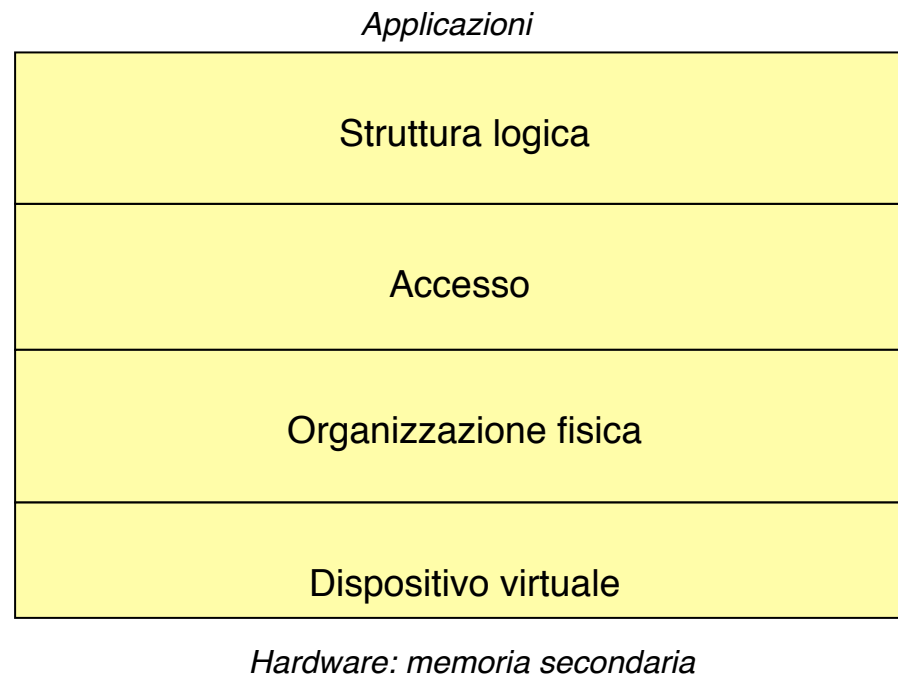 Applicazioni
Struttura logica
Accesso
Organizzazione fisica
Dispositivo virtuale
Hardware: memoria secondaria